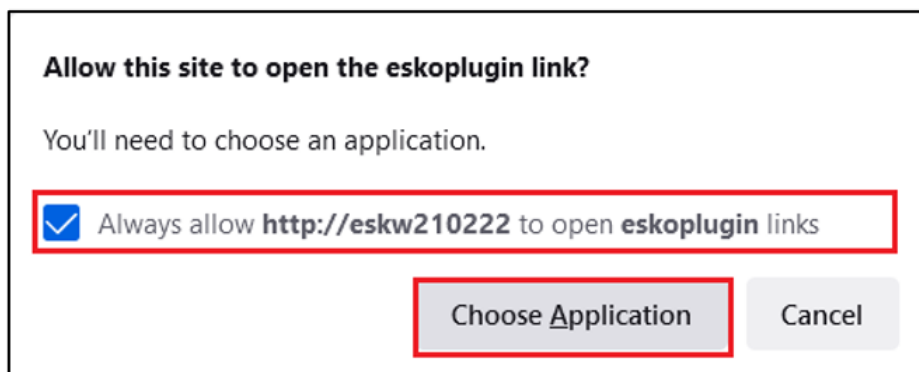 Allow this site to open the eskoplugin link?
You'll need to choose an application.
Always allow http://eskw210222 to open eskoplugin links
Choose Application
Cancel